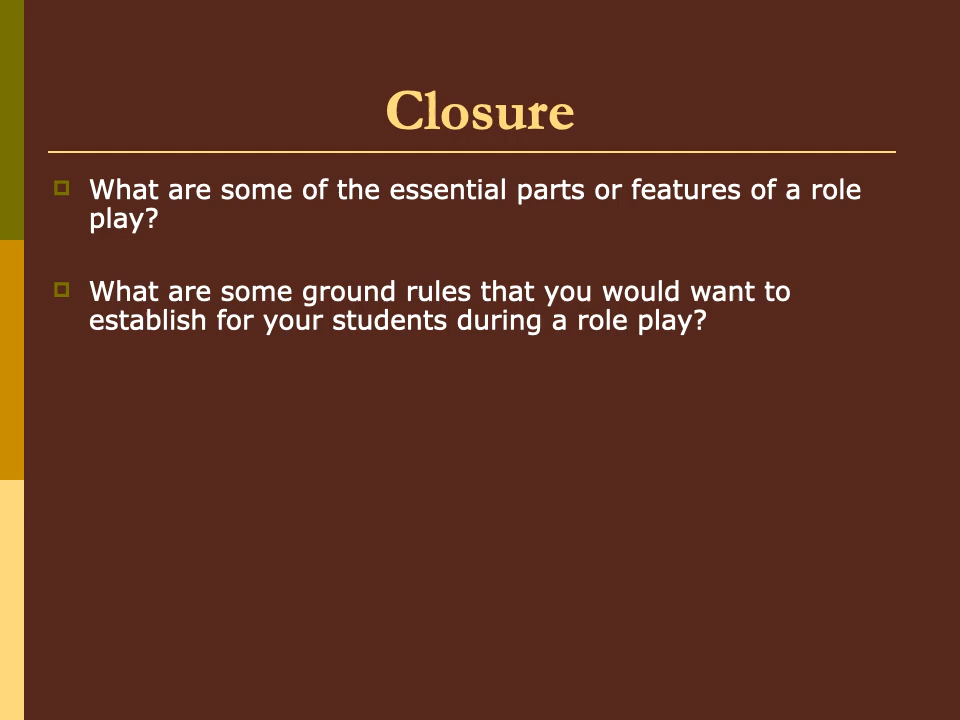 Closure
What are some of the essential parts or features of a role
play?
What are some ground rules that you would want to
establish for your students during a role play?